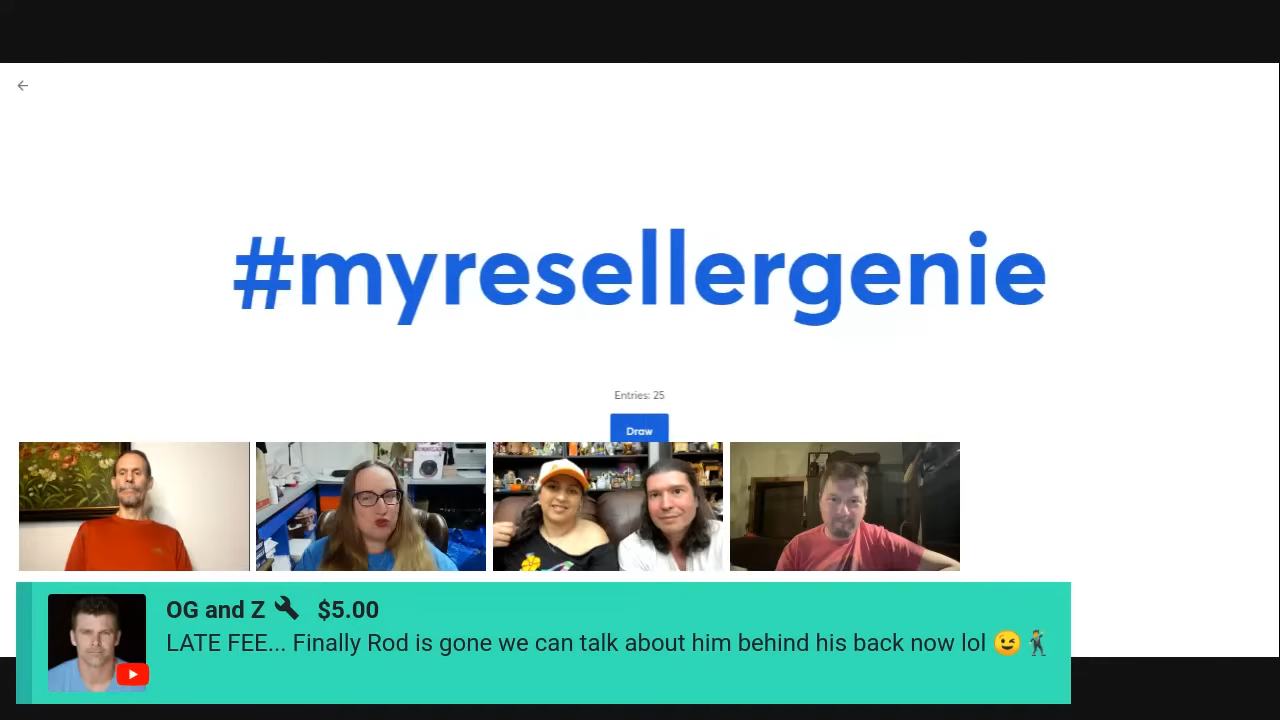 #myresellergenie
Entries: 25
Draw
OG and Z $5.00
LATE FEE... Finally Rod is gone we can talk about him behind his back now lol 😉🕺